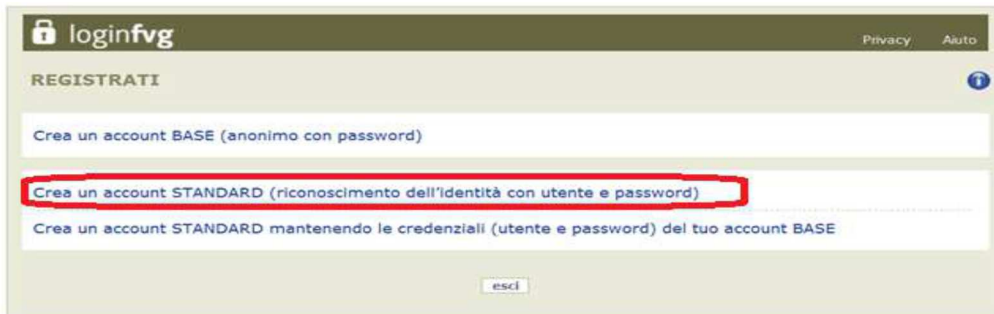 loginfvg
Privacy Aiuto
REGISTRATI
Crea un account BASE (anonimo con password)
Crea un account STANDARD (riconoscimento dell'identità con utente e password)
Crea un account STANDARD mantenendo le credenziali (utente e password) del tuo account BASE
esci